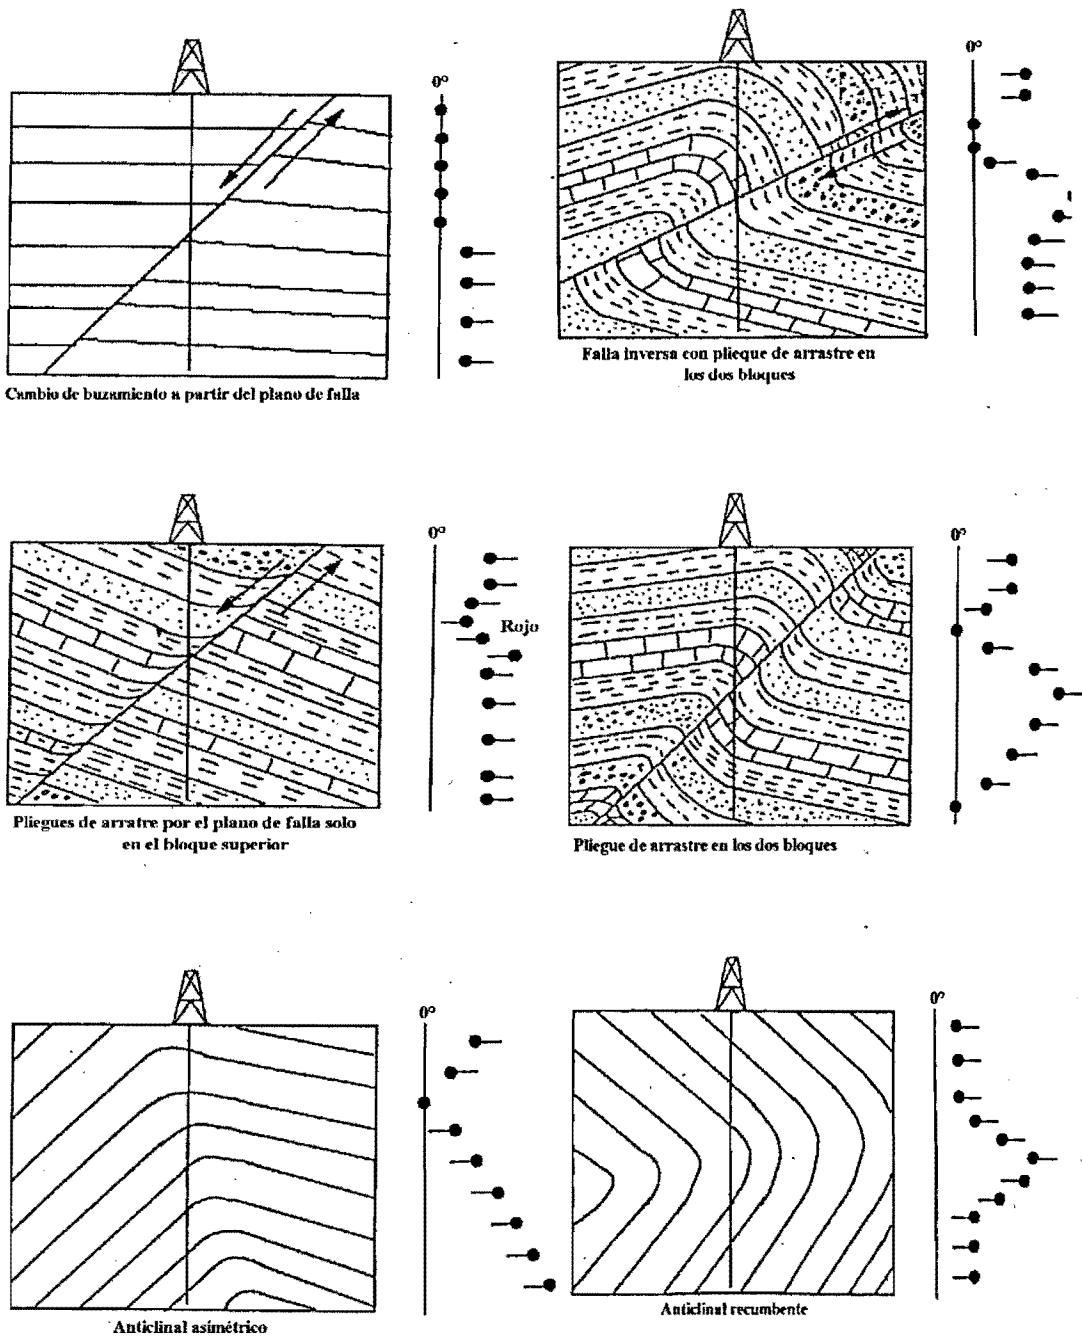 0°
0°
Cambio de buzamiento a partir del plano de falla
Falla inversa con plieque de arrastre en
los dos bloques
0°
0°
Rojo
Pliegues de arratre por el plano de falla solo
en el bloque superior
Pliegue de arrastre en los dos bloques
0°
0°
Anticlinal asimétrico
Anticlinal recumbente